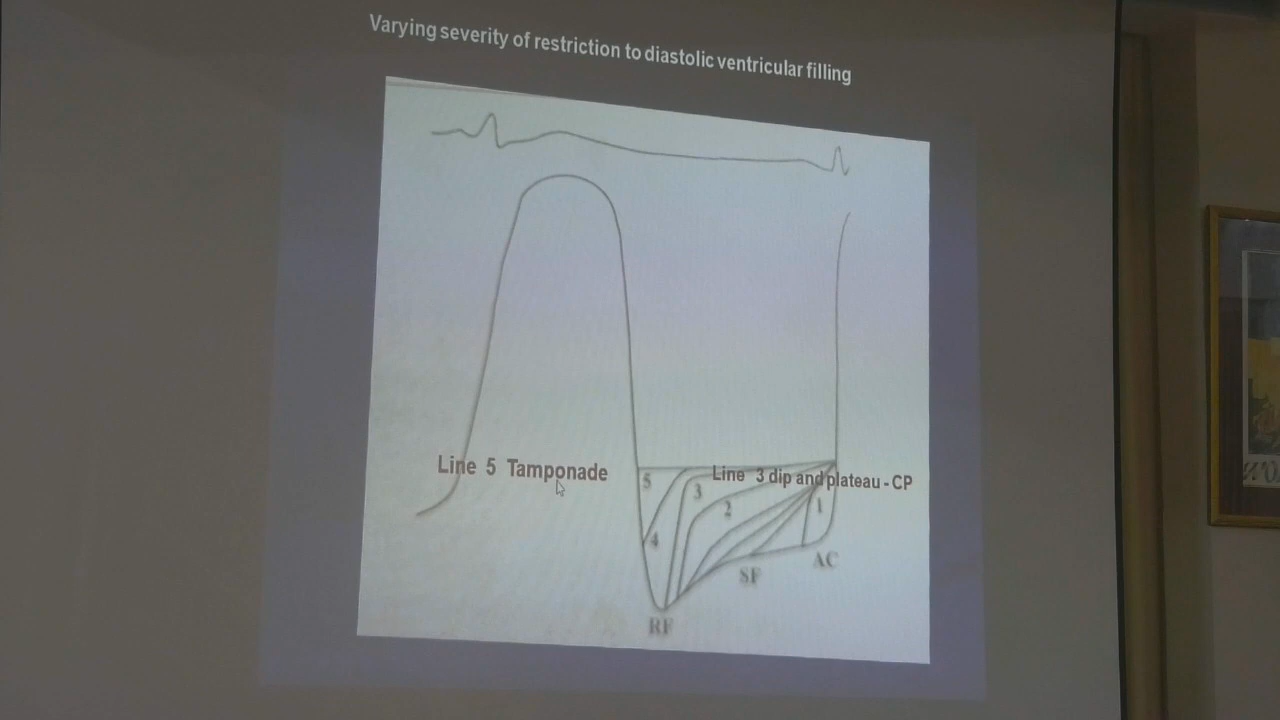 Varying severity of restriction to diastolic ventricular filling
Line 5 Tamponade
Line 3 dip and plateau - CP
5
3
2
1
4
AC
SF
RF